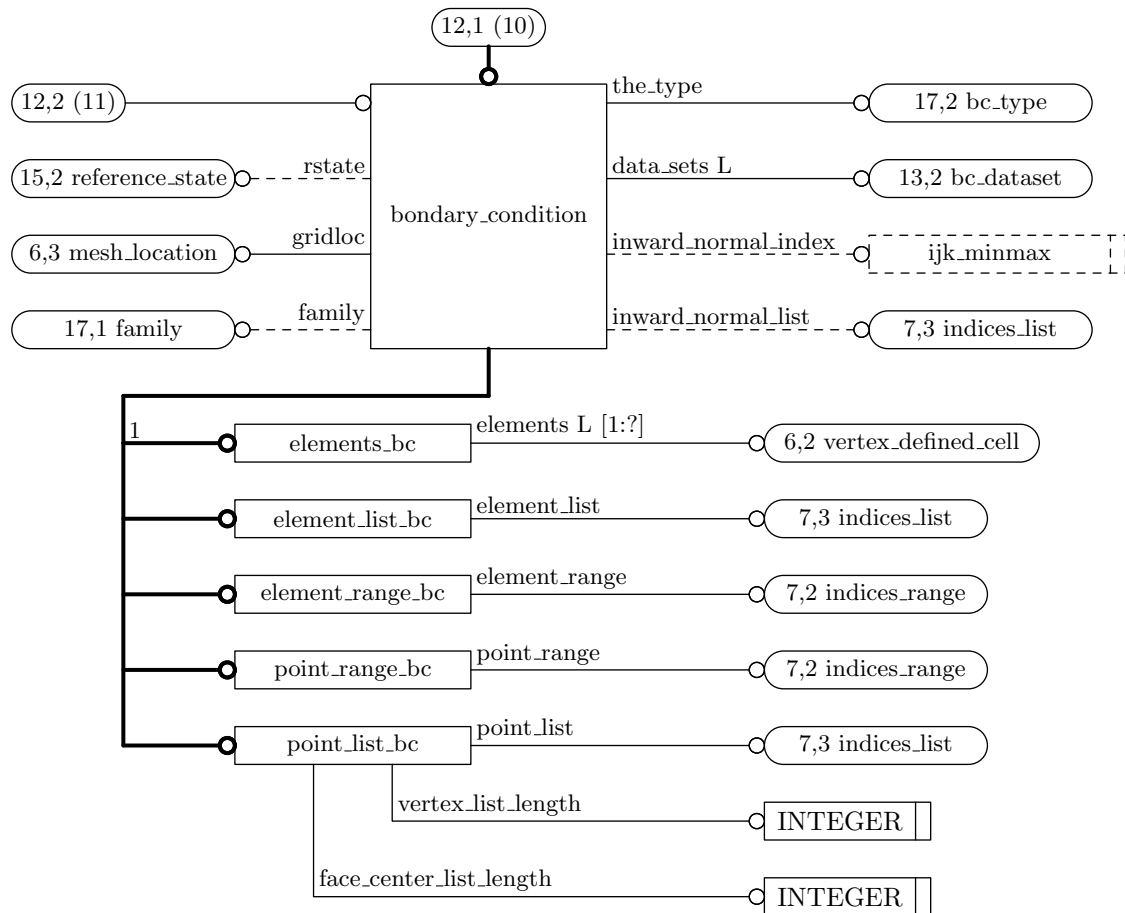 12,1 (10)
12,2 (11)
the_type
17,2 bc_type
15,2 reference_state
rstate
data_sets L
13,2 bc_dataset
bondary_condition
6,3 mesh_location
gridloc
inward_normal_index
ijk_minmax
17,1 family
family
inward_normal_list
7,3 indices_list
1
elements_bc
elements L [1:?]
6,2 vertex_defined_cell
element_list_bc
element_list
7,3 indices_list
element_range_bc
element_range
7,2 indices_range
point_range_bc
point_range
7,2 indices_range
point_list_bc
point_list
7,3 indices_list
vertex_list_length
INTEGER
face_center_list_length
INTEGER